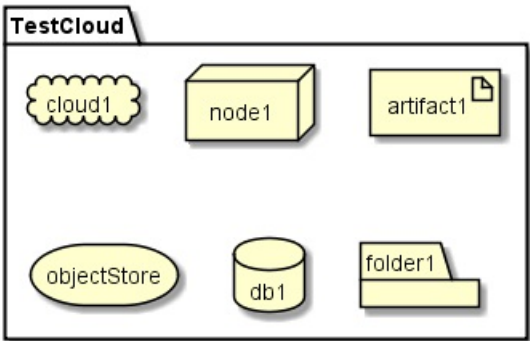 TestCloud
cloud1
node1
artifact1
objectStore
db1
folder1